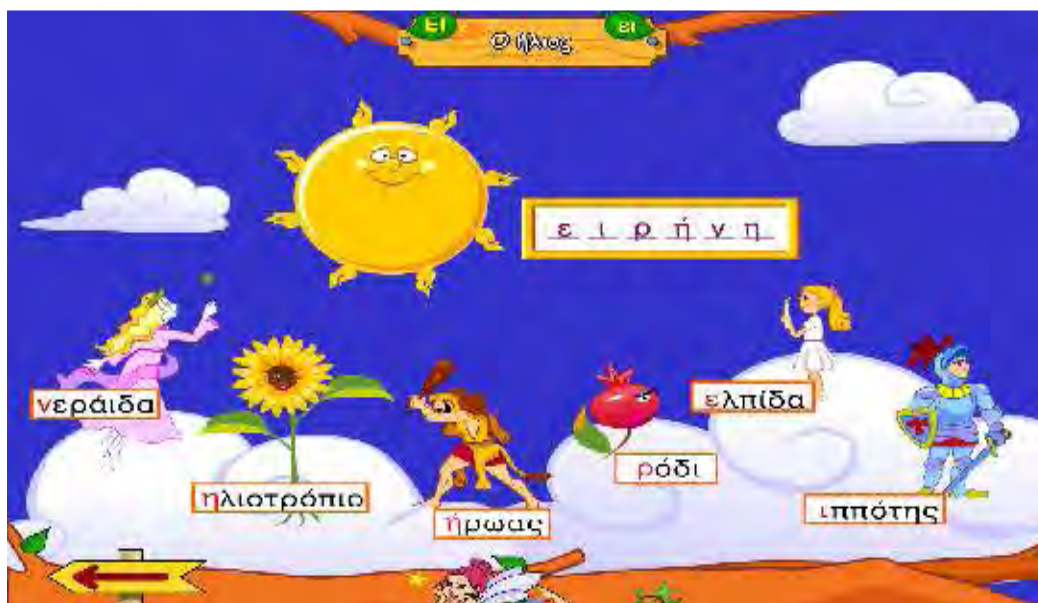 ΕΙ
ει
Ο ήλιος
ε ι ρ ή ν η
νεράιδα
ελπίδα
ρόδι
ηλιοτρόπιο
ήρωας
ιππότης